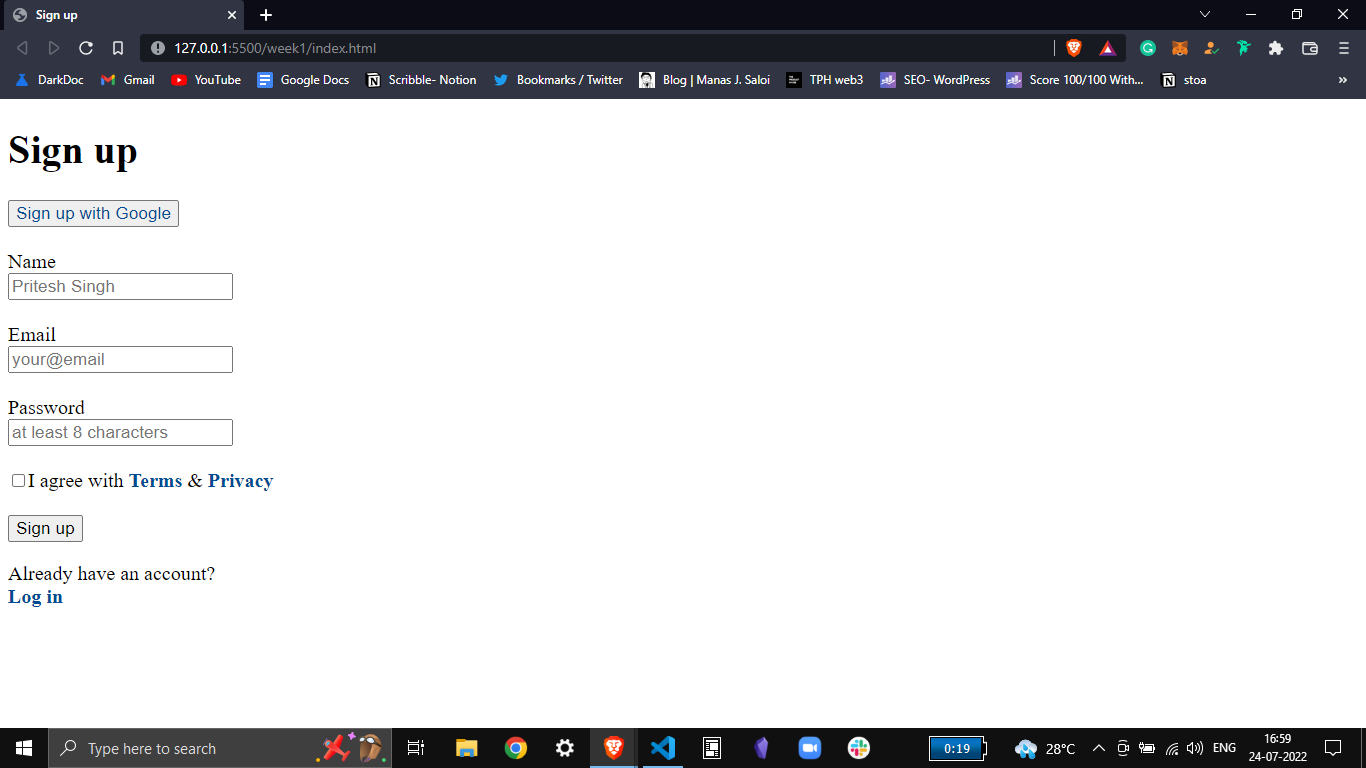 Sign up
127.0.0.1:5500/week1/index.html
DarkDoc Gmail YouTube Google Docs Scribble- Notion Bookmarks / Twitter Blog | Manas J. Saloi TPH web3 SEO- WordPress Score 100/100 With... stoa »
Sign up
Sign up with Google
Name
Pritesh Singh
Email
your@email
Password
at least 8 characters
I agree with Terms & Privacy
Sign up
Already have an account?
Log in
Type here to search
0:19
28°C
ENG
16:59
24-07-2022